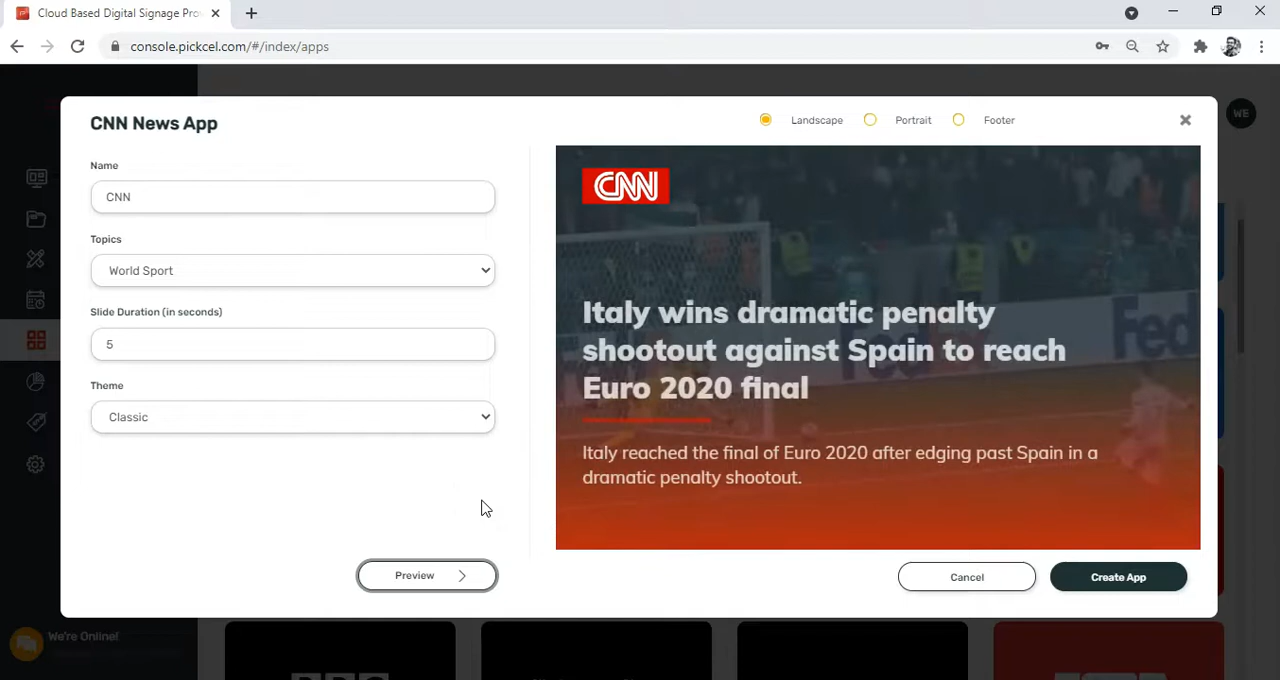 Cloud Based Digital Signage Pro
console.pickcel.com/#/index/apps
WE
CNN News App
Landscape
Portrait
Footer
Name
CNN
Topics
World Sport
Slide Duration (in seconds)
5
Theme
Classic
Preview
CNN
FedEx
Fed
Italy wins dramatic penalty
shootout against Spain to reach
Euro 2020 final
Italy reached the final of Euro 2020 after edging past Spain in a
dramatic penalty shootout.
Cancel
Create App
We're Online!